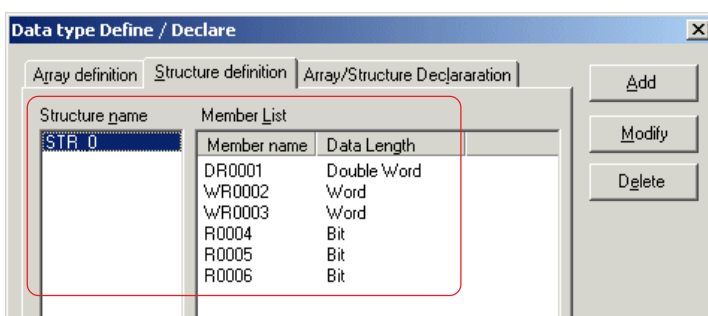 Data type Define / Declare
Array definition
Structure definition
Array/Structure Declararation
Add
Modify
Delete
Structure name
STR_0
Member List
Member name Data Length
DR0001 Double Word
WR0002 Word
WR0003 Word
R0004 Bit
R0005 Bit
R0006 Bit